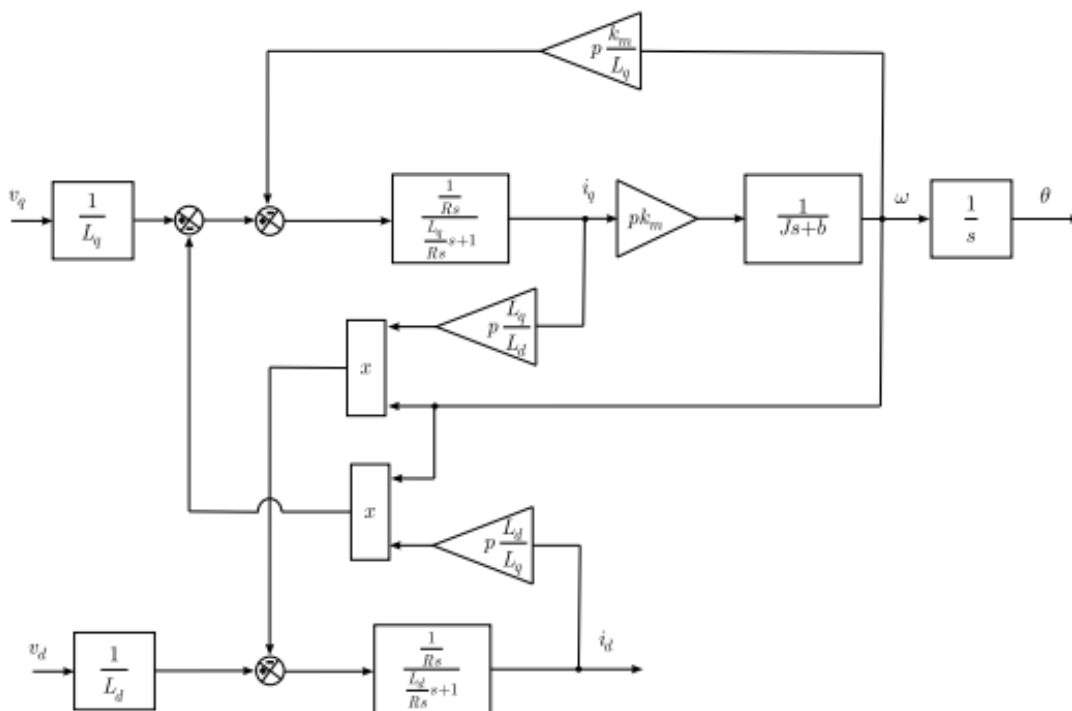 p k_m/L_q
v_q
1/L_q
(1/Rs)/((L_q/Rs)s+1)
i_q
pk_m
1/(Js+b)
ω
1/s
θ
p L_q/L_d
x
x
p L_d/L_q
v_d
1/L_d
(1/Rs)/((L_d/Rs)s+1)
i_d